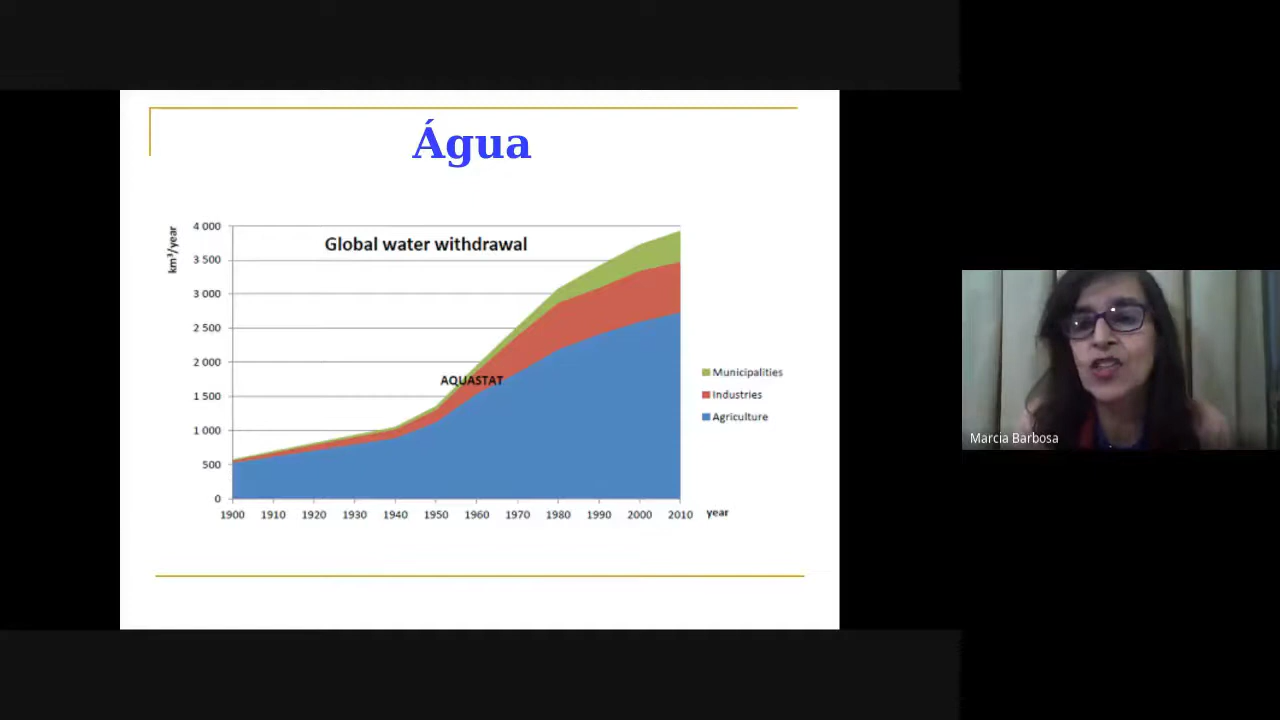 Água
Global water withdrawal
km³/year
4 000
3 500
3 000
2 500
2 000
1 500
1 000
500
0
AQUASTAT
1900 1910 1920 1930 1940 1950 1960 1970 1980 1990 2000 2010 year
Municipalities
Industries
Agriculture
Marcia Barbosa